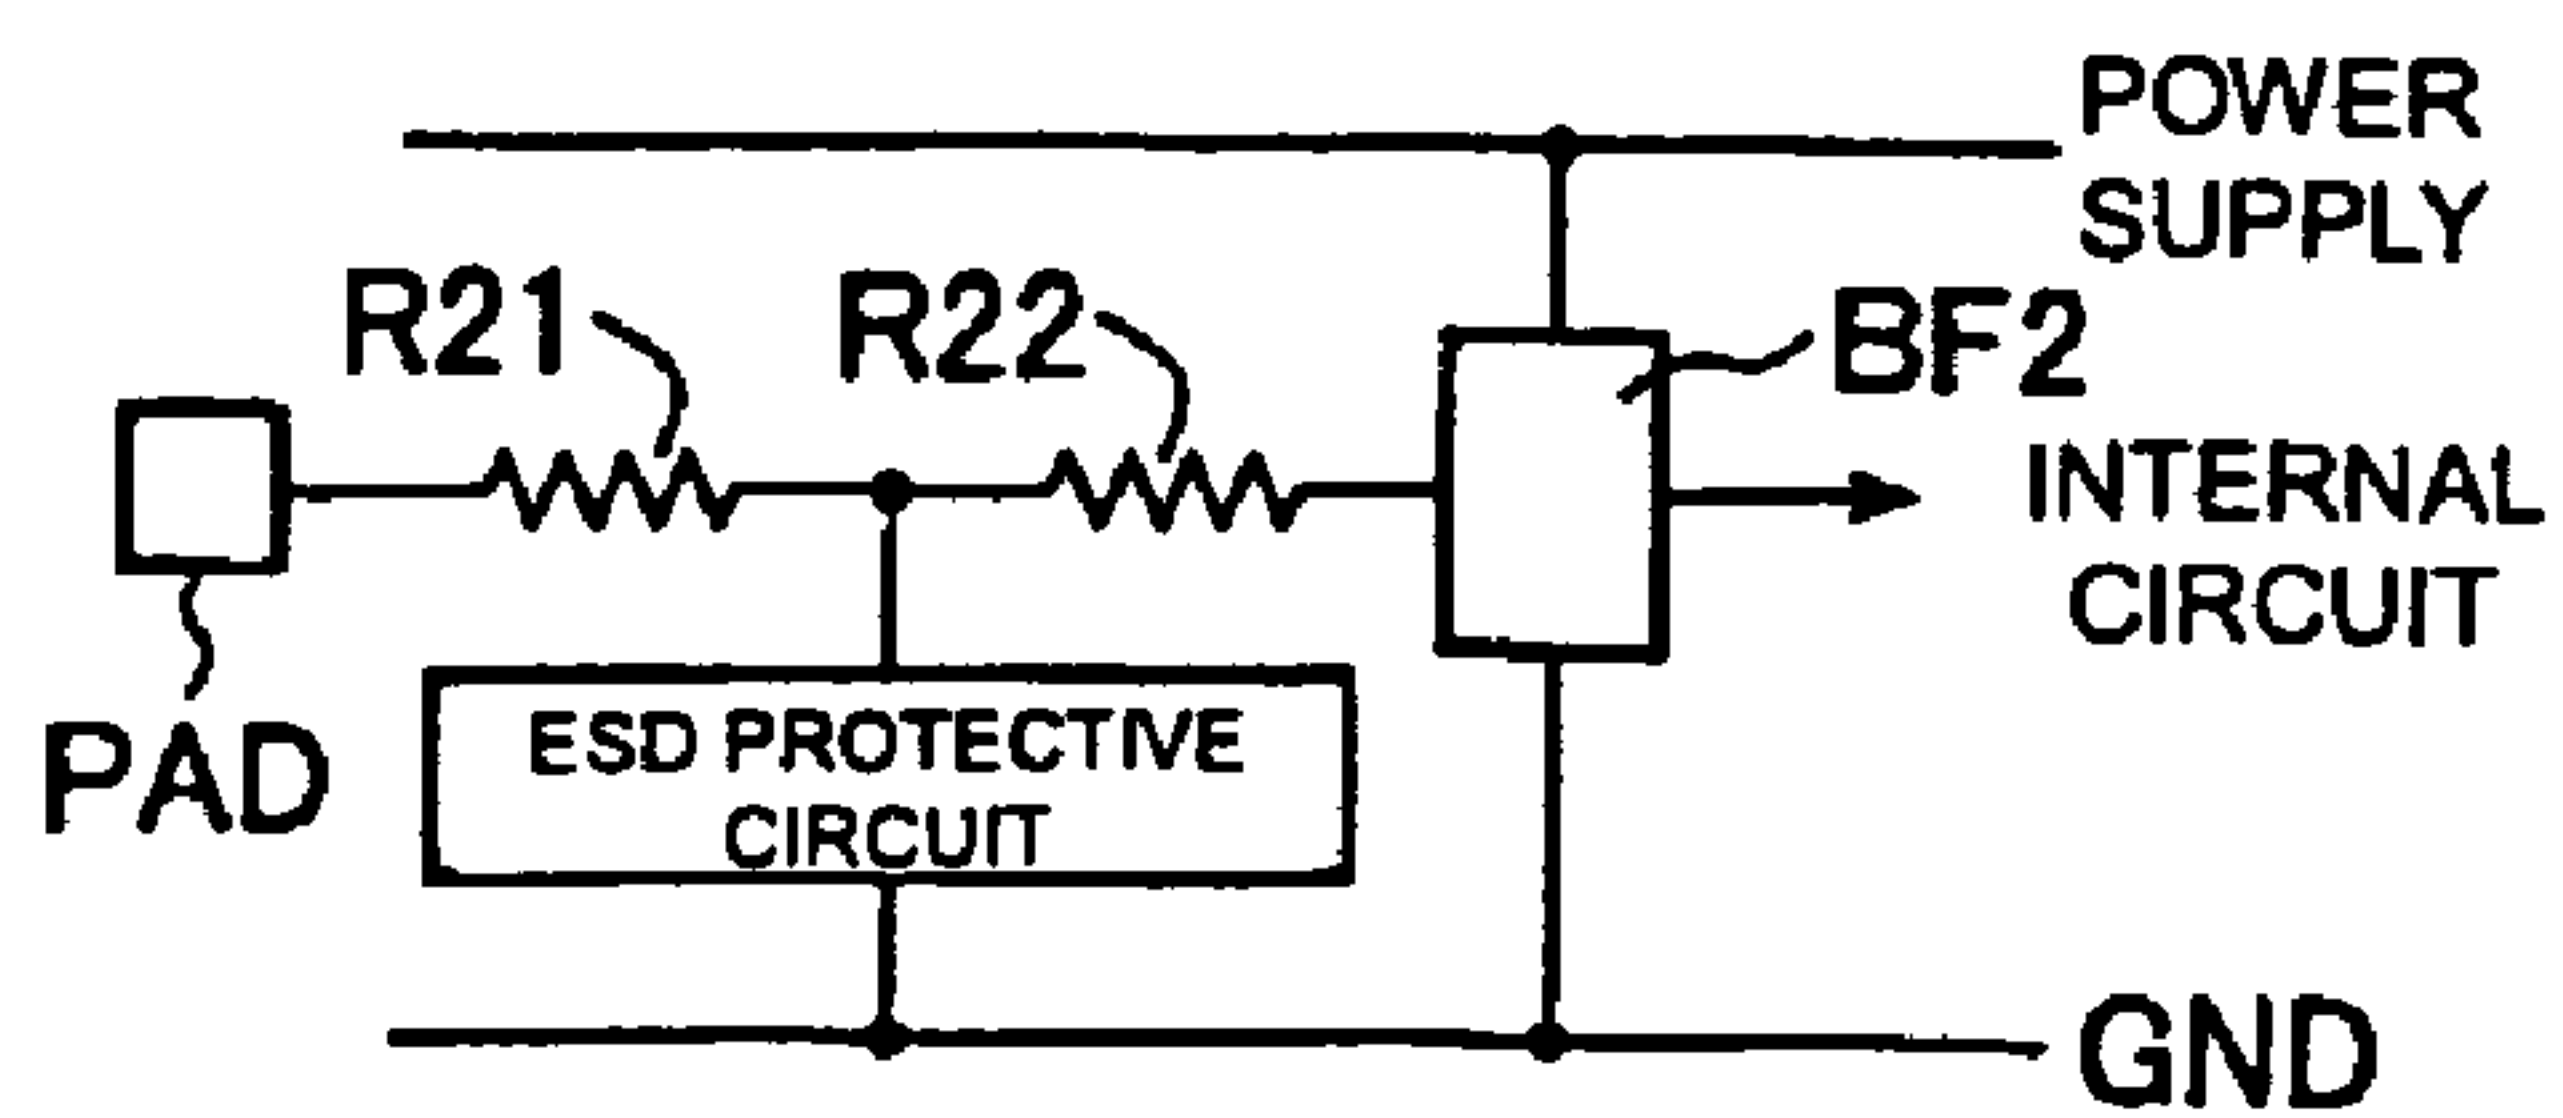 POWER
SUPPLY
R21
R22
BF2
INTERNAL
CIRCUIT
PAD
ESD PROTECTIVE
CIRCUIT
GND